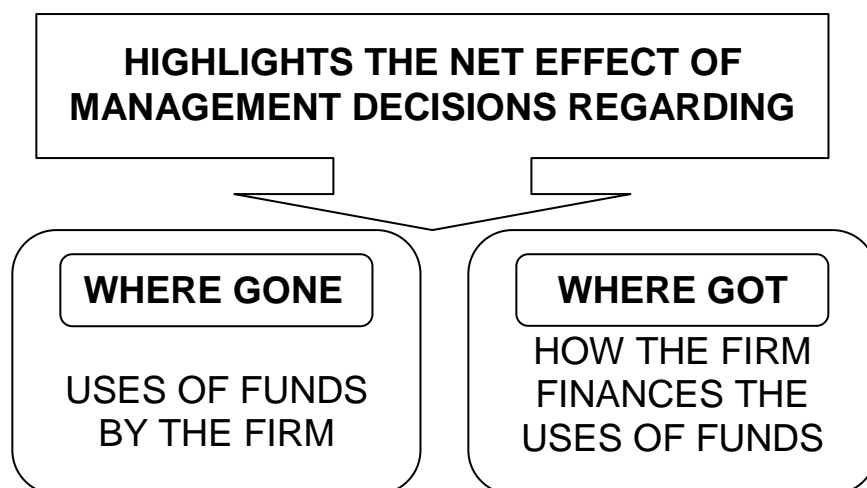 HIGHLIGHTS THE NET EFFECT OF
MANAGEMENT DECISIONS REGARDING
WHERE GONE
USES OF FUNDS
BY THE FIRM
WHERE GOT
HOW THE FIRM
FINANCES THE
USES OF FUNDS